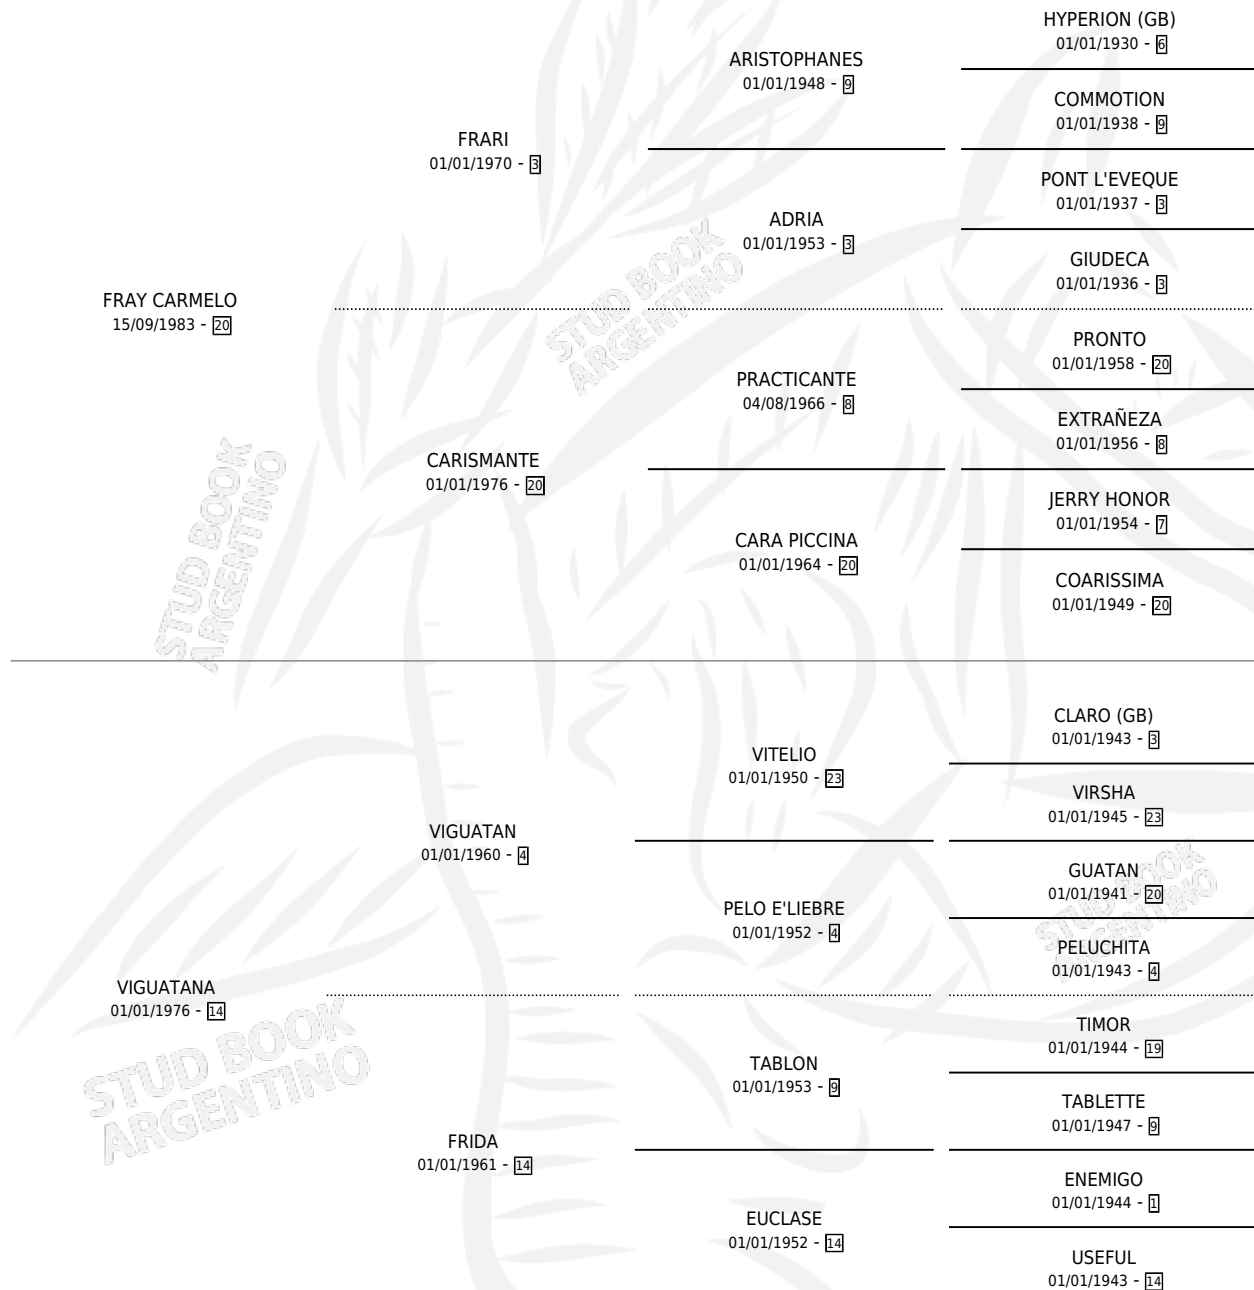 HYPERION (GB)
01/01/1930 - 6
ARISTOPHANES
01/01/1948 - 9
COMMOTION
01/01/1938 - 9
FRARI
01/01/1970 - 3
PONT L'EVEQUE
01/01/1937 - 3
ADRIA
01/01/1953 - 3
GIUDECA
01/01/1936 - 3
FRAY CARMELO
15/09/1983 - 20
PRONTO
01/01/1958 - 20
PRACTICANTE
04/08/1966 - 8
EXTRAÑEZA
01/01/1956 - 8
CARISMANTE
01/01/1976 - 20
JERRY HONOR
01/01/1954 - 7
CARA PICCINA
01/01/1964 - 20
COARISSIMA
01/01/1949 - 20
CLARO (GB)
01/01/1943 - 3
VITELIO
01/01/1950 - 23
VIRSHA
01/01/1945 - 23
VIGUATAN
01/01/1960 - 4
GUATAN
01/01/1941 - 20
PELO E'LIEBRE
01/01/1952 - 4
PELUCHITA
01/01/1943 - 4
VIGUATANA
01/01/1976 - 14
TIMOR
01/01/1944 - 19
TABLON
01/01/1953 - 9
TABLETTE
01/01/1947 - 9
FRIDA
01/01/1961 - 14
ENEMIGO
01/01/1944 - 1
EUCLASE
01/01/1952 - 14
USEFUL
01/01/1943 - 14
STUD BOOK
ARGENTINO
STUD BOOK
ARGENTINO
STUD BOOK
ARGENTINO
STUD BOOK
ARGENTINO